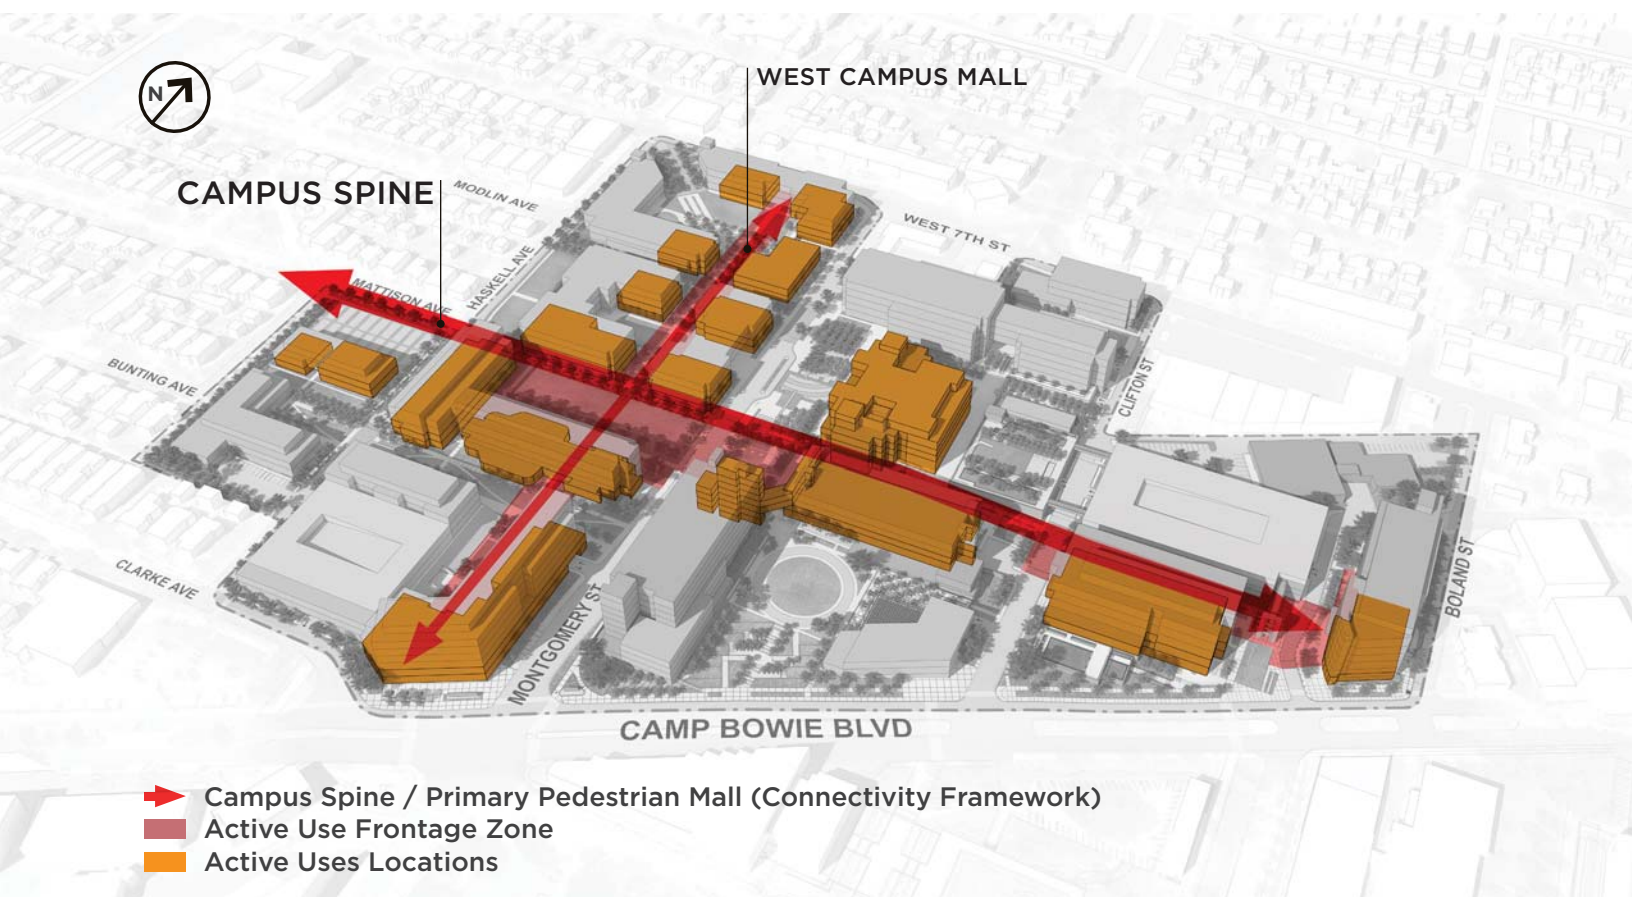 WEST CAMPUS MALL
N
CAMPUS SPINE
MODLIN AVE
WEST 7TH ST
HASKELL AVE
MATTISON AVE
BUNTING AVE
CLIFTON ST
CLARKE AVE
BOLAND ST
MONTGOMERY ST
CAMP BOWIE BLVD
Campus Spine / Primary Pedestrian Mall (Connectivity Framework)
Active Use Frontage Zone
Active Uses Locations